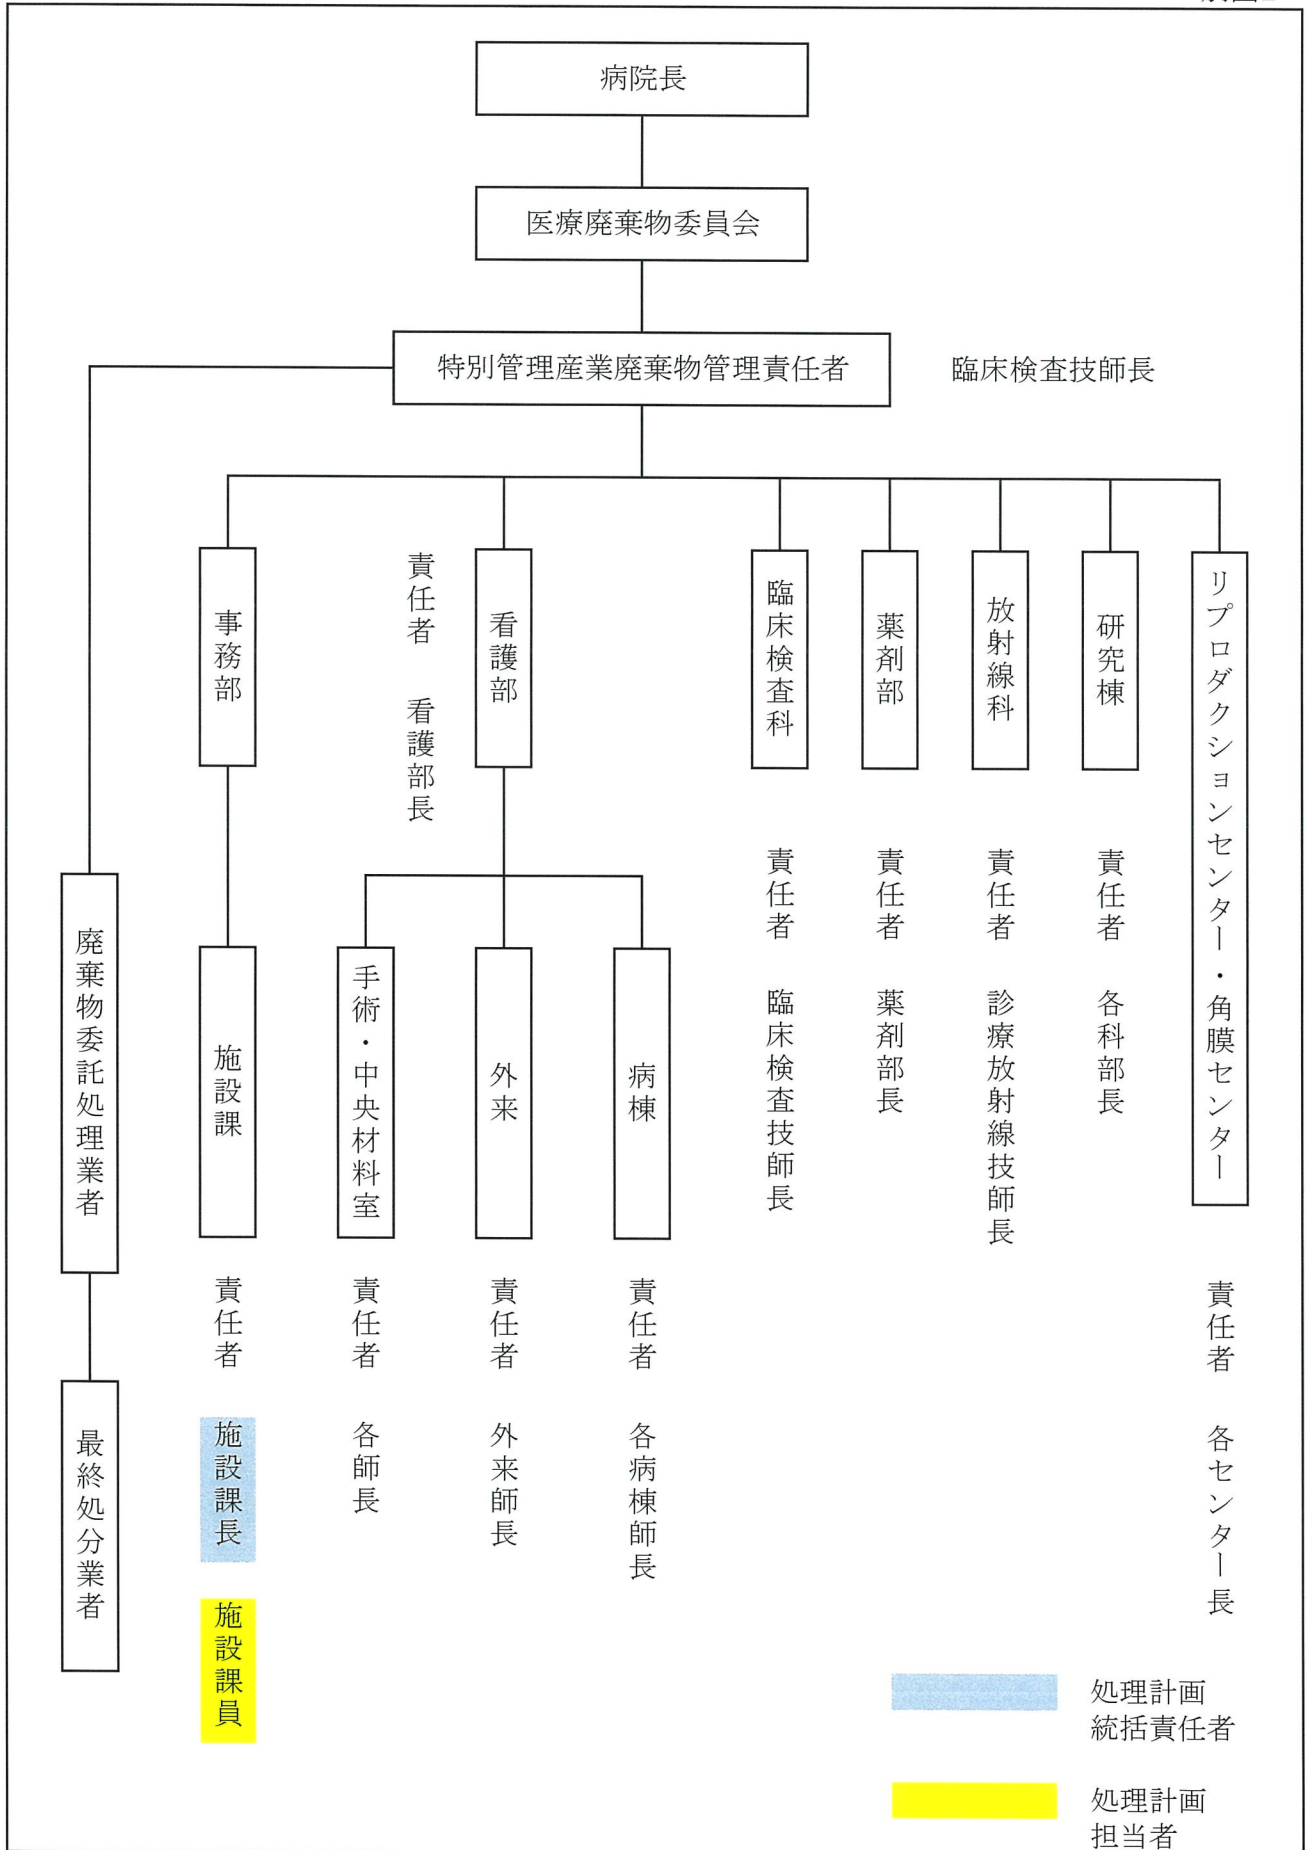 病院長
医療廃棄物委員会
特別管理産業廃棄物管理責任者
臨床検査技師長
事務部
責任者 看護部長
看護部
臨床検査科
薬剤部
放射線科
研究棟
リプロダクションセンター・角膜センター
責任者 臨床検査技師長
責任者 薬剤部長
責任者 診療放射線技師長
責任者 各科部長
責任者 各センター長
廃棄物委託処理業者
施設課
手術・中央材料室
外来
病棟
責任者 施設課長 施設課員
責任者 各師長
責任者 外来師長
責任者 各病棟師長
最終処分業者
処理計画
統括責任者
処理計画
担当者